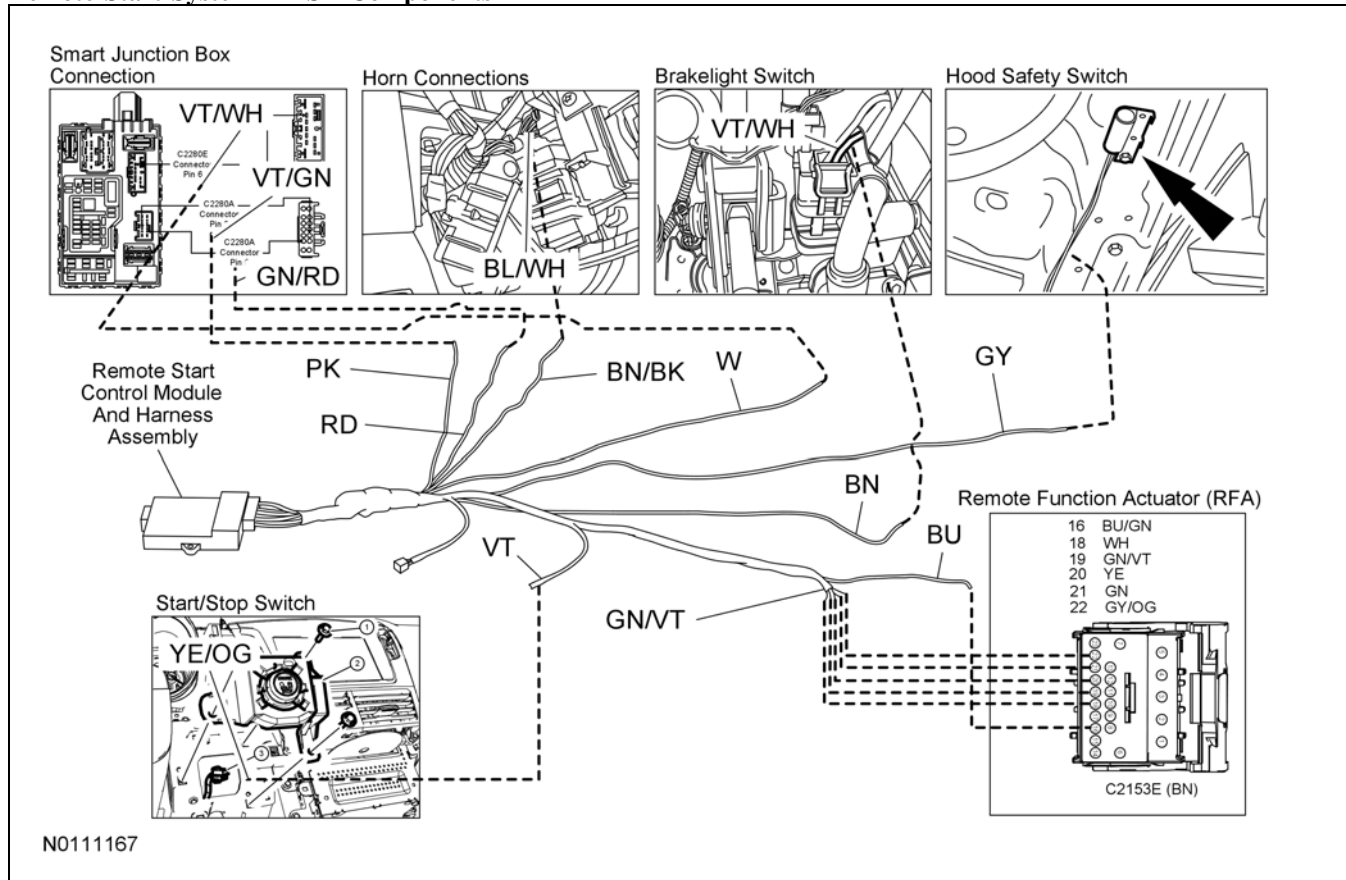 Smart Junction Box
Connection
VT/WH
C2280E
Connector
Pin 6
VT/GN
C2280A
Connector
Pin
C2280A
Connector
Pin
GN/RD
Horn Connections
BL/WH
Brakelight Switch
VT/WH
Hood Safety Switch
Remote Start
Control Module
And Harness
Assembly
PK
RD
BN/BK
W
GY
BN
BU
VT
GN/VT
Start/Stop Switch
YE/OG
1
2
3
Remote Function Actuator (RFA)
16 BU/GN
18 WH
19 GN/VT
20 YE
21 GN
22 GY/OG
C2153E (BN)
N0111167